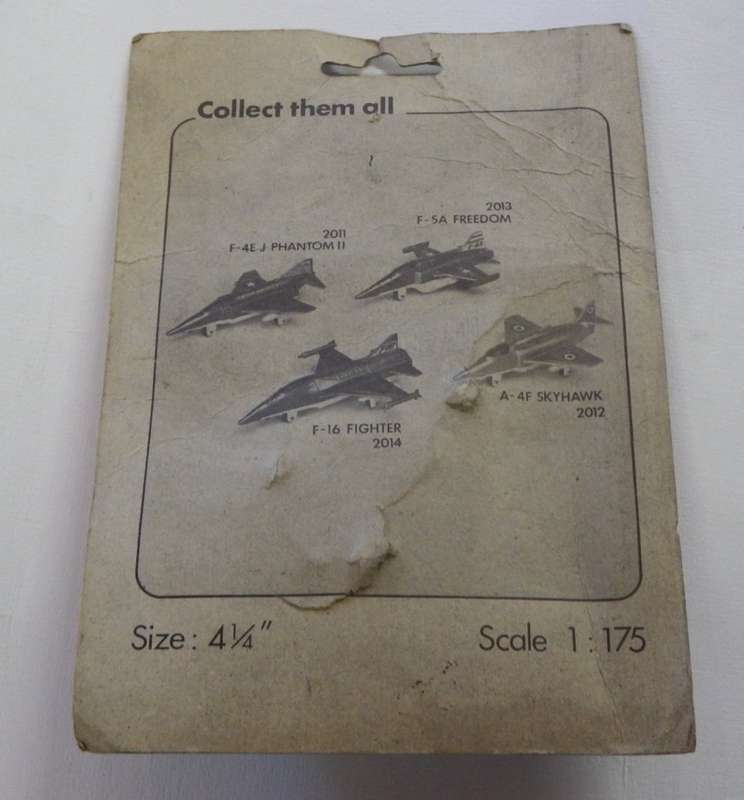 Collect them all
2011
F-4E J PHANTOM II
2013
F-5A FREEDOM
F-16 FIGHTER
2014
A-4F SKYHAWK
2012
Size: 4¼"
Scale 1:175